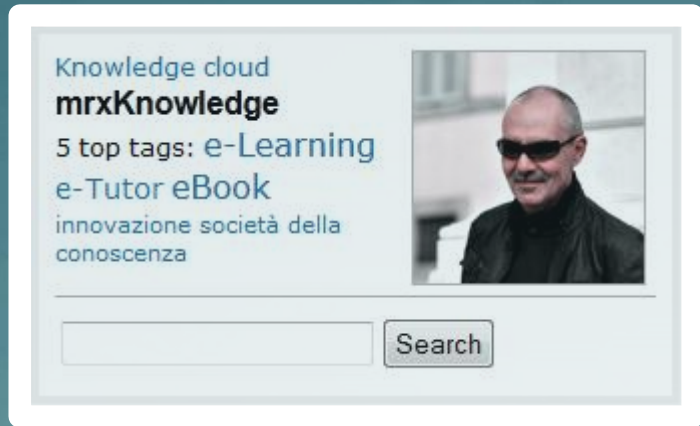 Knowledge cloud
mrxKnowledge
5 top tags: e-Learning
e-Tutor eBook
innovazione società della
conoscenza
Search